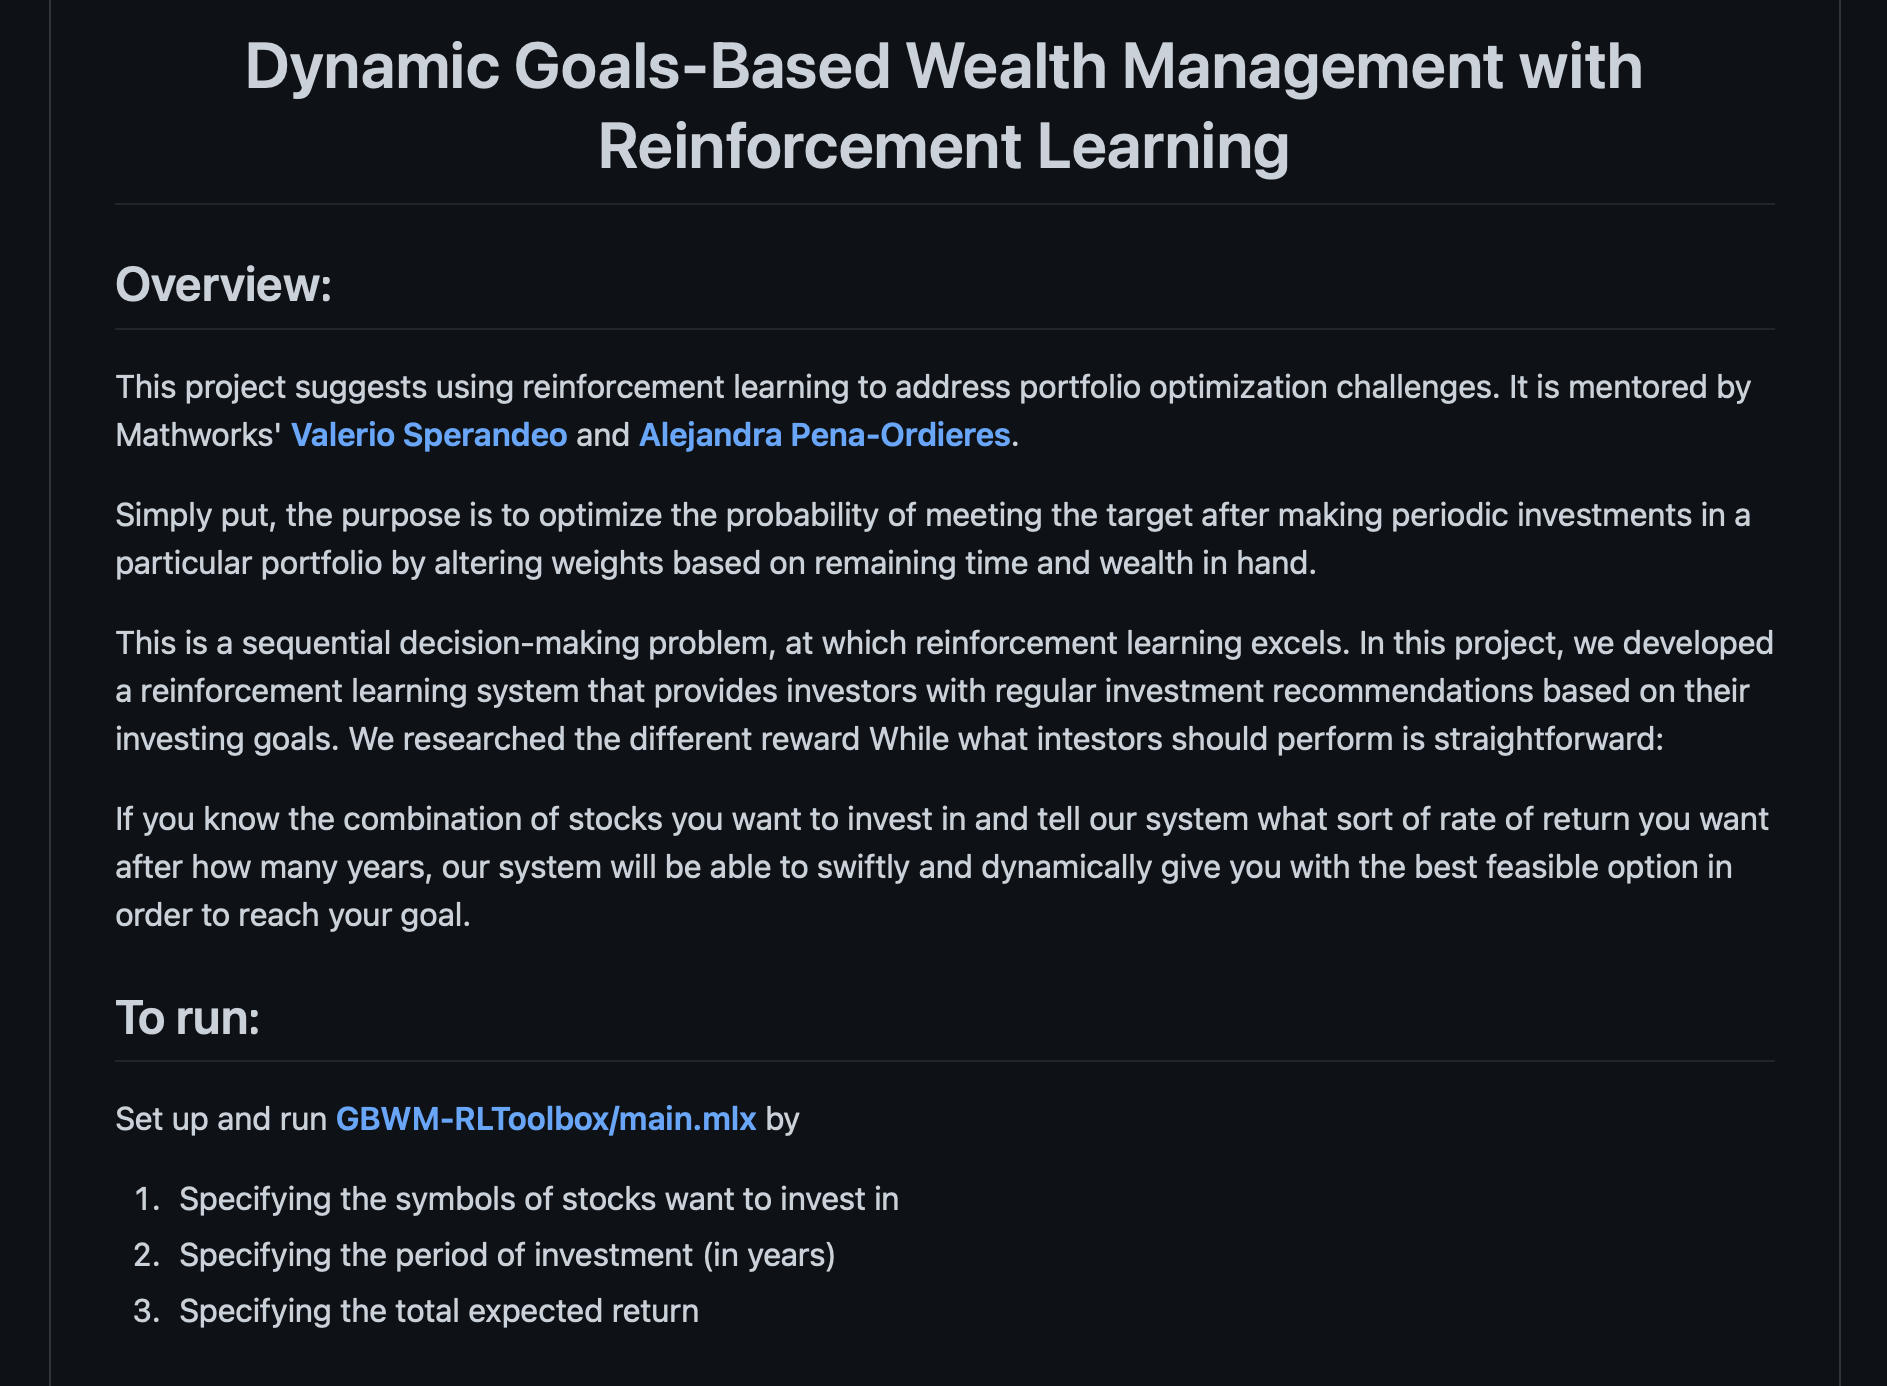 Dynamic Goals-Based Wealth Management with
Reinforcement Learning
Overview:
This project suggests using reinforcement learning to address portfolio optimization challenges. It is mentored by
Mathworks' Valerio Sperandeo and Alejandra Pena-Ordieres.
Simply put, the purpose is to optimize the probability of meeting the target after making periodic investments in a
particular portfolio by altering weights based on remaining time and wealth in hand.
This is a sequential decision-making problem, at which reinforcement learning excels. In this project, we developed
a reinforcement learning system that provides investors with regular investment recommendations based on their
investing goals. We researched the different reward While what intestors should perform is straightforward:
If you know the combination of stocks you want to invest in and tell our system what sort of rate of return you want
after how many years, our system will be able to swiftly and dynamically give you with the best feasible option in
order to reach your goal.
To run:
Set up and run GBWM-RLToolbox/main.mlx by
1. Specifying the symbols of stocks want to invest in
2. Specifying the period of investment (in years)
3. Specifying the total expected return